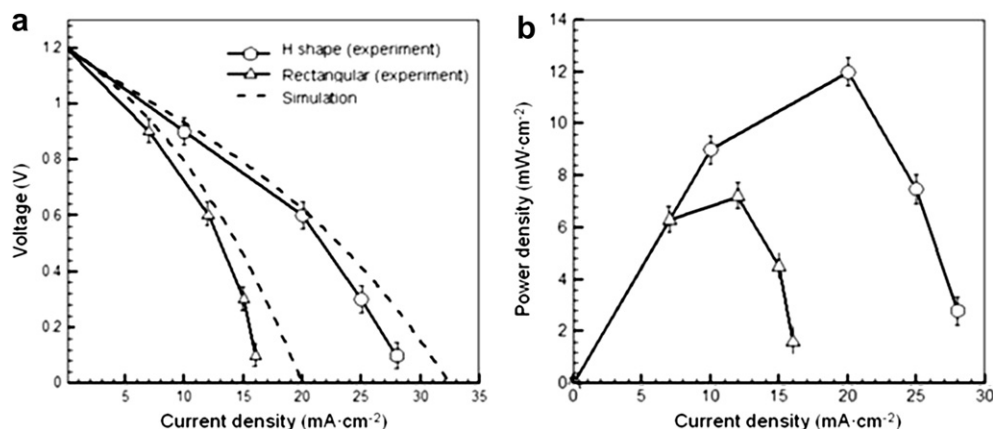 a
H shape (experiment)
Rectangular (experiment)
Simulation
Voltage (V)
1.2
1
0.8
0.6
0.4
0.2
0
5 10 15 20 25 30 35
Current density (mA·cm-2)
b
Power density (mW·cm-2)
14
12
10
8
6
4
2
0
0 5 10 15 20 25 30
Current density (mA·cm-2)